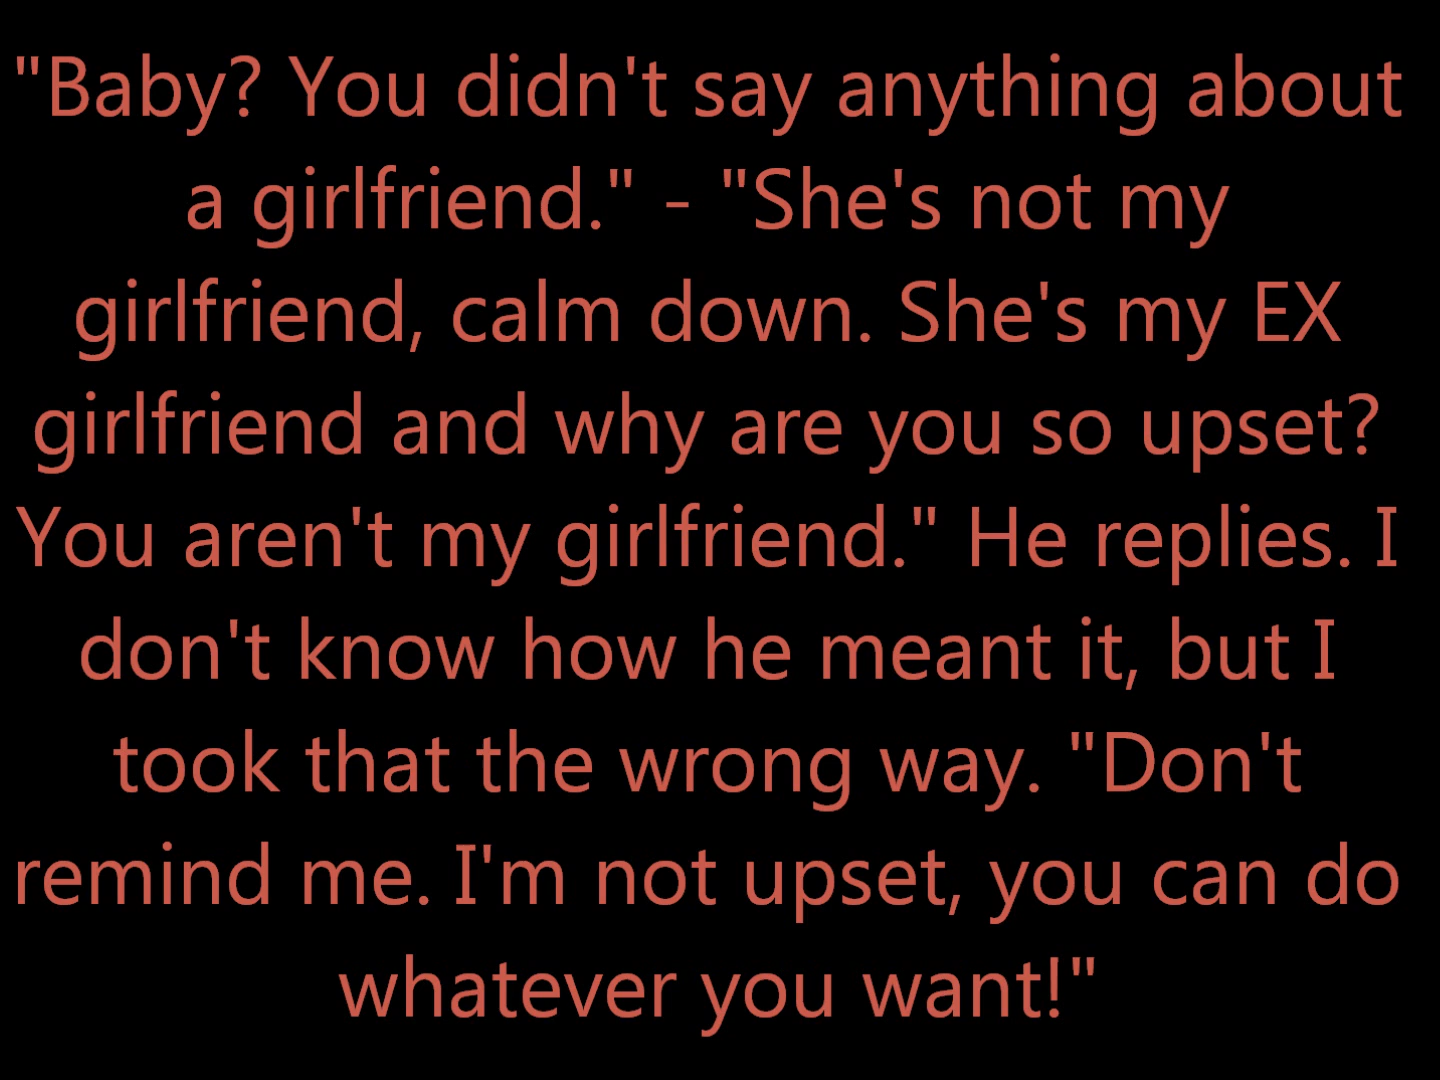 "Baby? You didn't say anything about
a girlfriend." - "She's not my
girlfriend, calm down. She's my EX
girlfriend and why are you so upset?
You aren't my girlfriend." He replies. I
don't know how he meant it, but I
took that the wrong way. "Don't
remind me. I'm not upset, you can do
whatever you want!"